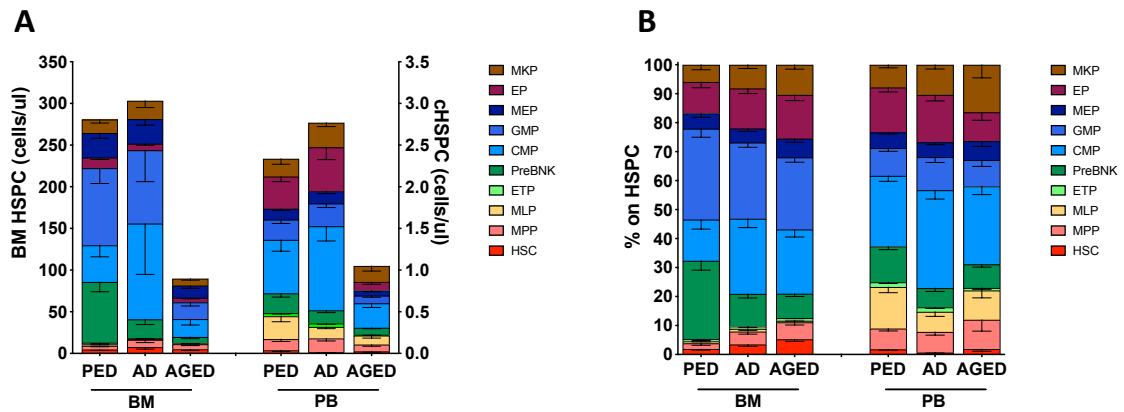 A
BM HSPC (cells/ul)
350
300
250
200
150
100
50
0
3.5
3.0
2.5
2.0
1.5
1.0
0.5
0.0
cHSPC (cells/ul)
PED AD AGED PED AD AGED
BM PB
MKP
EP
MEP
GMP
CMP
PreBNK
ETP
MLP
MPP
HSC
B
% on HSPC
100
90
80
70
60
50
40
30
20
10
0
PED AD AGED PED AD AGED
BM PB
MKP
EP
MEP
GMP
CMP
PreBNK
ETP
MLP
MPP
HSC